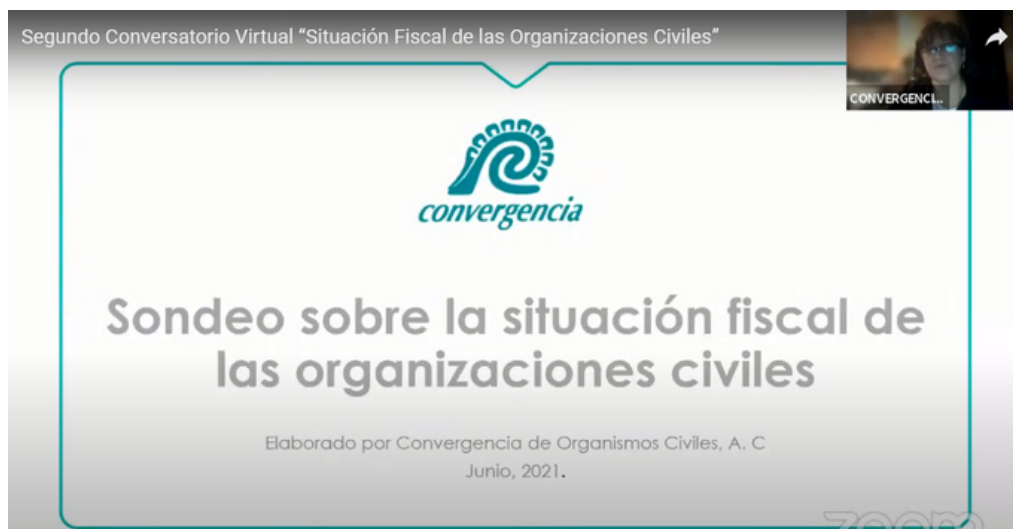 Segundo Conversatorio Virtual “Situación Fiscal de las Organizaciones Civiles”
CONVERGENCI...
convergencia
Sondeo sobre la situación fiscal de
las organizaciones civiles
Elaborado por Convergencia de Organismos Civiles, A. C
Junio, 2021.
zoom